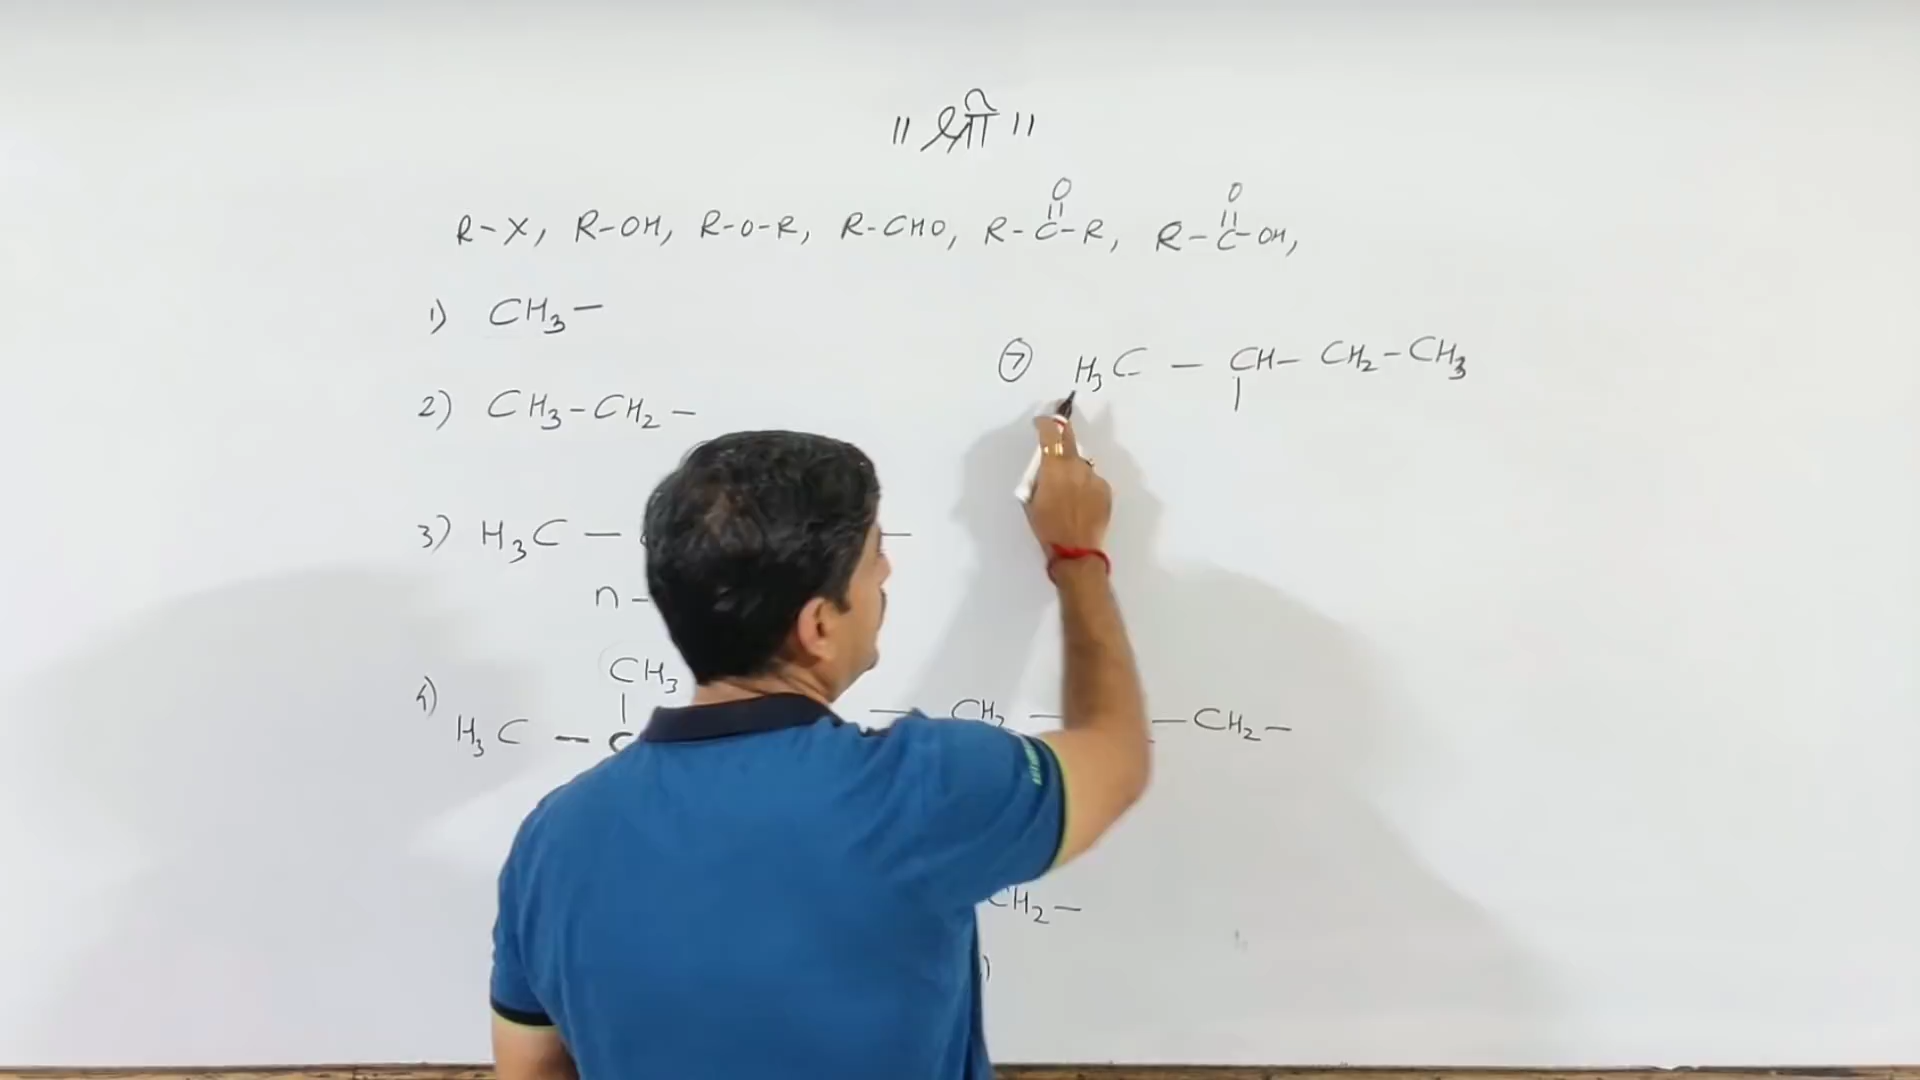 ॥ श्री ॥
O O
R-X, R-OH, R-O-R, R-CHO, R-C-R, R-C-OH,
1) CH3-
2) CH3-CH2-
3) H3C - -
n -
4) CH3
H3C - C - CH2 - - CH2-
CH2-
7 H3C - CH- CH2-CH3